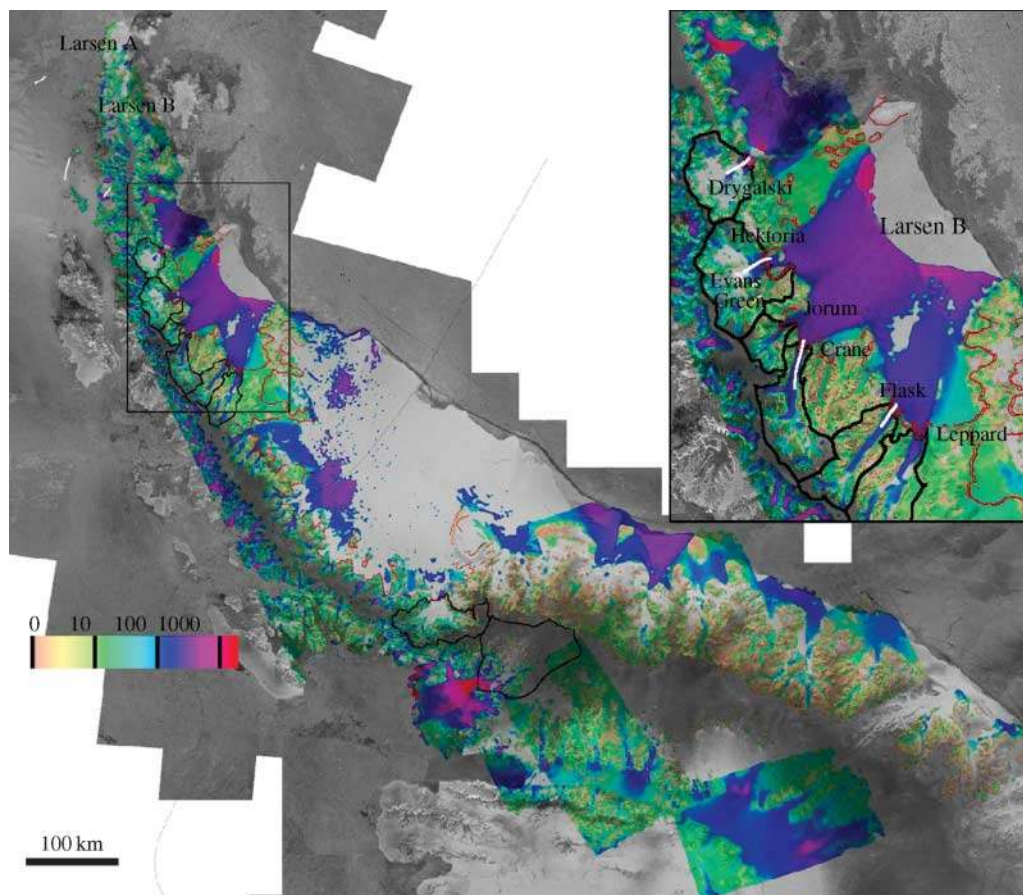 Larsen A
Larsen B
0 10 100 1000
100 km
Drygalski
Larsen B
Hektoria
Evans
Green
Jorum
Crane
Flask
Leppard